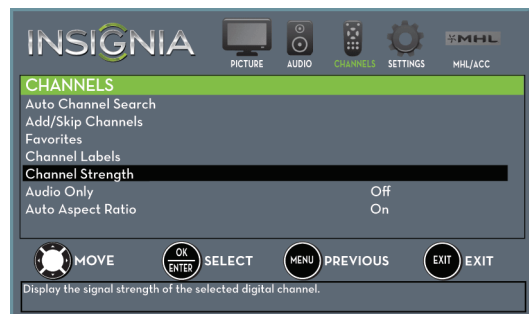 INSIGNIA
PICTURE AUDIO CHANNELS SETTINGS MHL MHL/ACC
CHANNELS
Auto Channel Search
Add/Skip Channels
Favorites
Channel Labels
Channel Strength
Audio Only Off
Auto Aspect Ratio On
MOVE OK ENTER SELECT MENU PREVIOUS EXIT EXIT
Display the signal strength of the selected digital channel.